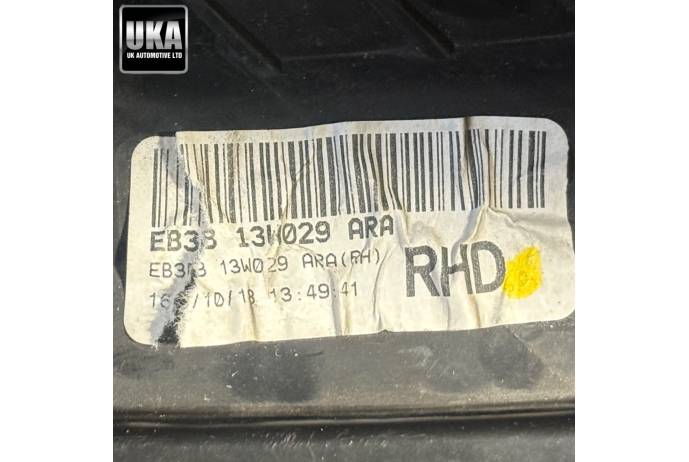 UKA
UK AUTOMOTIVE LTD
EB3B 13W029 ARA
EB3B 13W029 ARA(RH)
RHD
/10/18 13:49:41